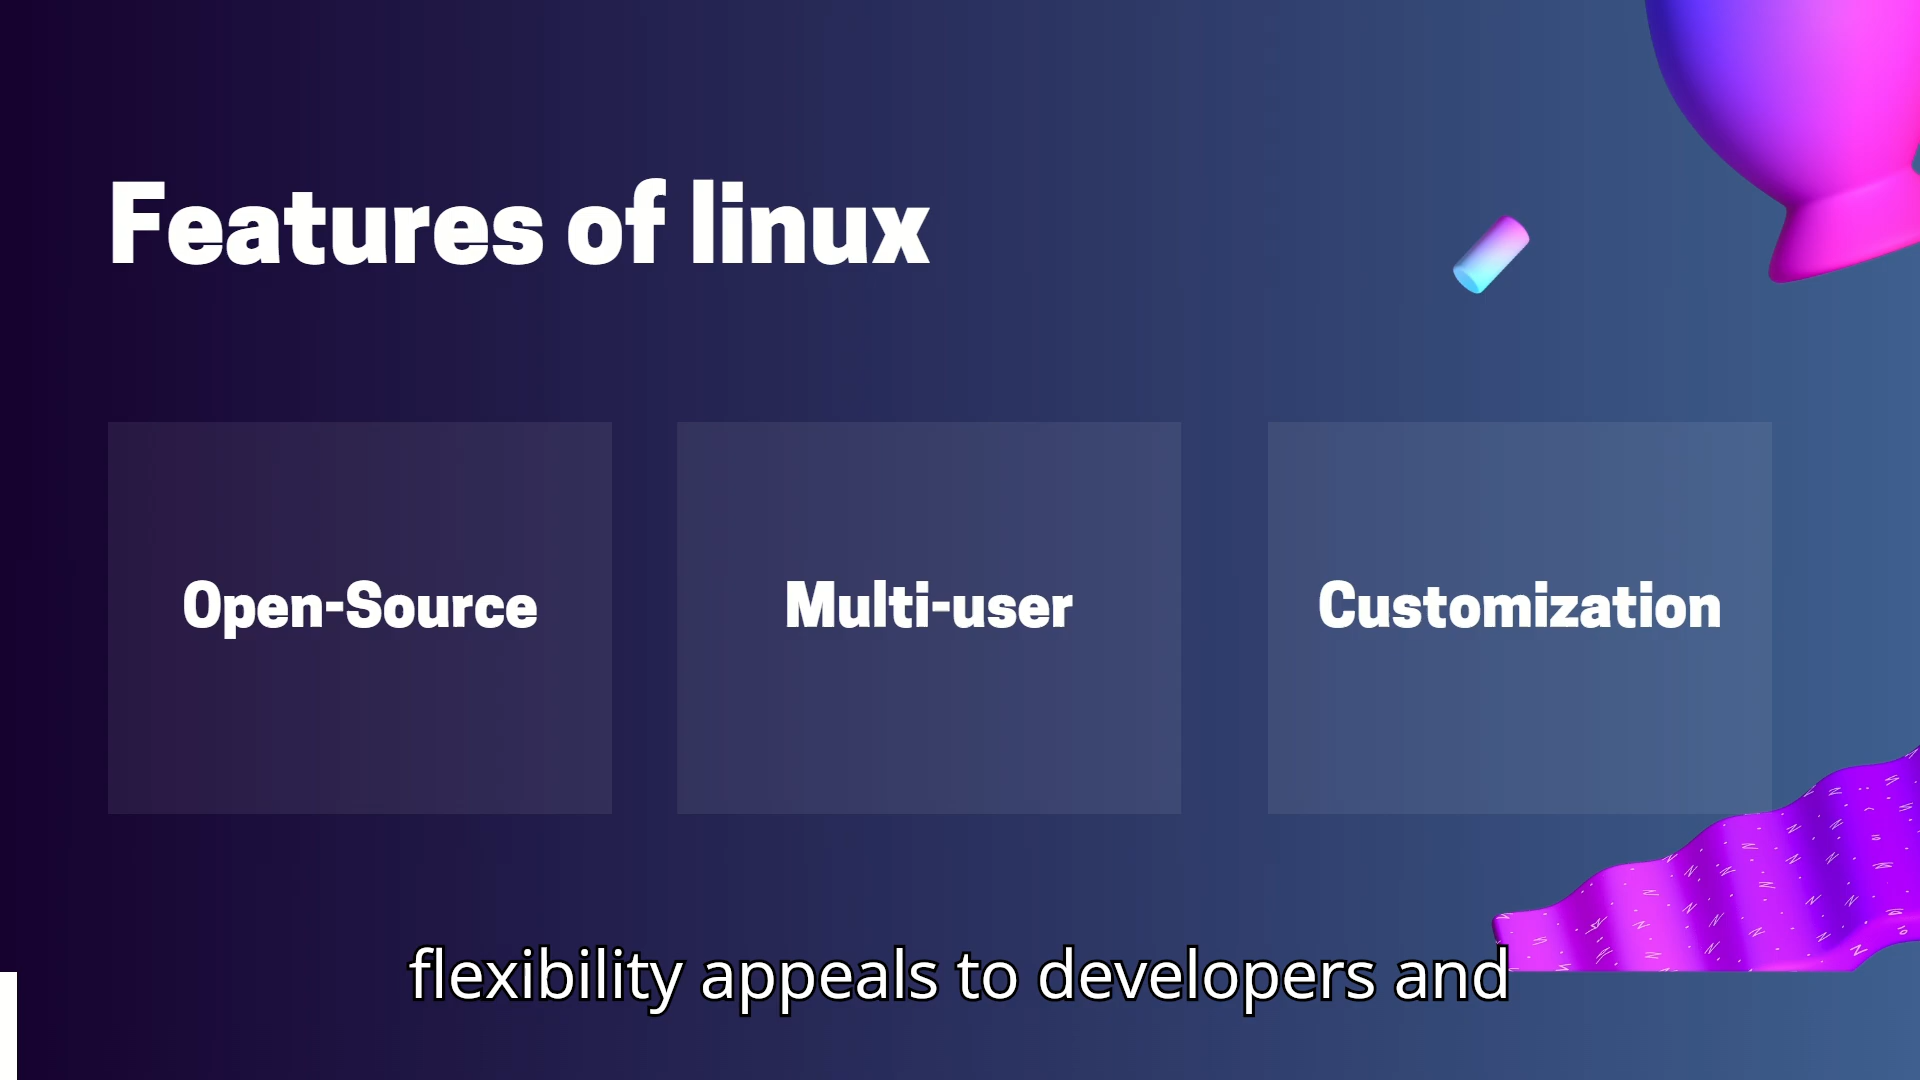 Features of linux
Open-Source
Multi-user
Customization
flexibility appeals to developers and